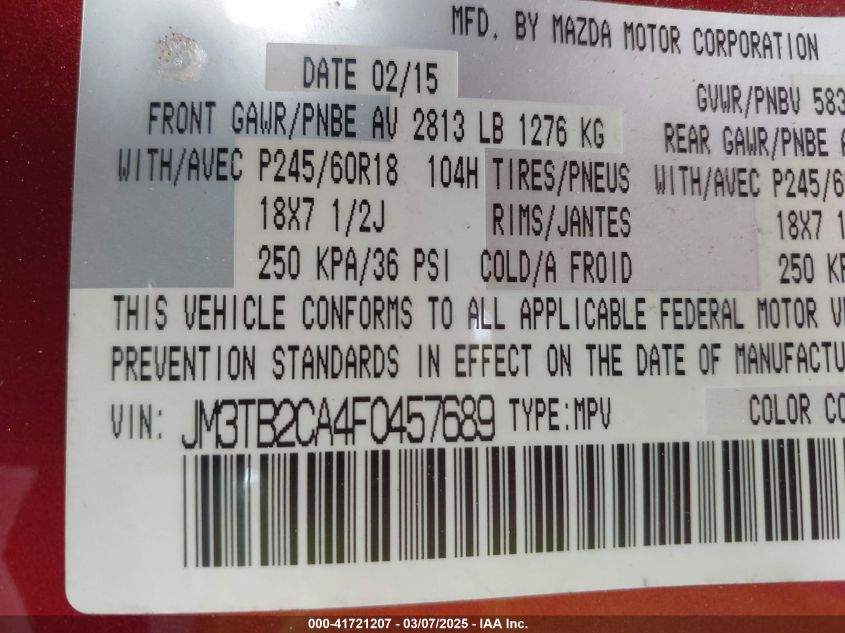 MFD. BY MAZDA MOTOR CORPORATION
DATE 02/15
GVWR/PNBV 583
FRONT GAWR/PNBE AV 2813 LB 1276 KG
REAR GAWR/PNBE
WITH/AVEC P245/60R18 104H TIRES/PNEUS WITH/AVEC P245/6
18X7 1/2J RIMS/JANTES 18X7 1
250 KPA/36 PSI COLD/A FROID 250 KP
THIS VEHICLE CONFORMS TO ALL APPLICABLE FEDERAL MOTOR
PREVENTION STANDARDS IN EFFECT ON THE DATE OF MANUFACTU
VIN: JM3TB2CA4F0457689 TYPE:MPV COLOR CO
000-41721207 - 03/07/2025 - IAA Inc.